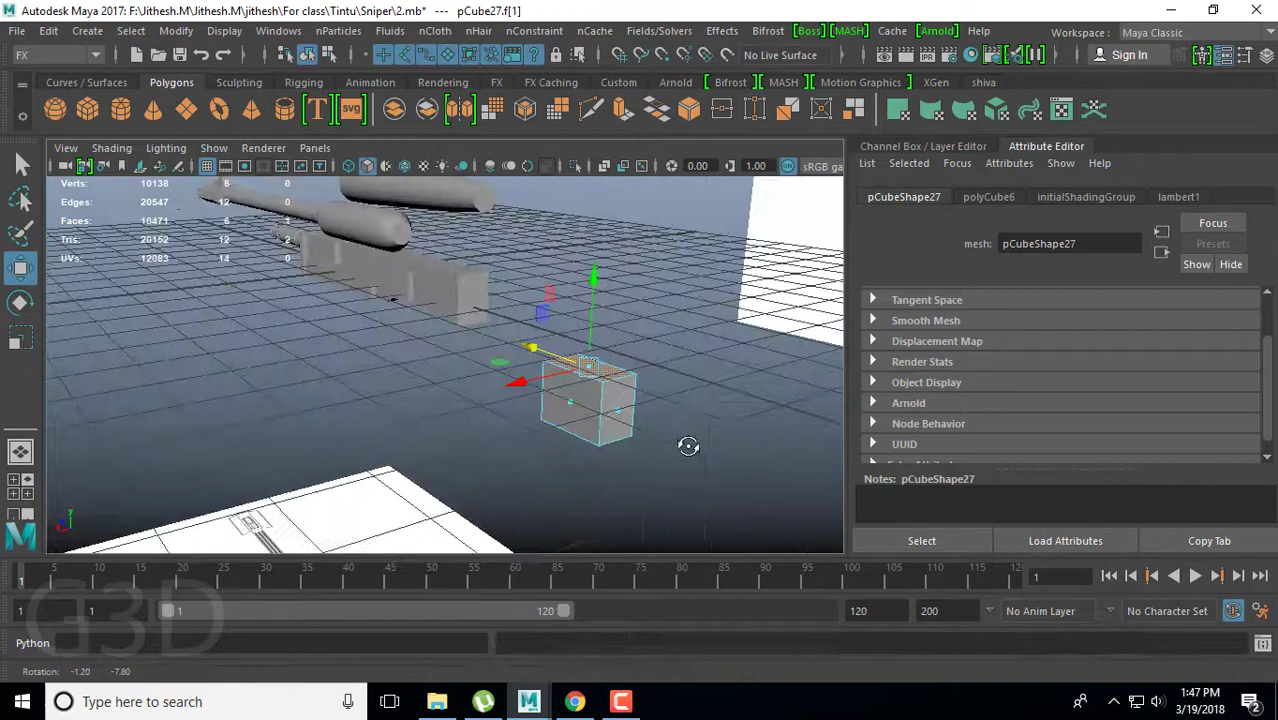 Autodesk Maya 2017: F:\Jithesh.M\Jithesh.M\jithesh\For class\Tintu\Sniper\2.mb* --- pCube27.f[1]
File Edit Create Select Modify Display Windows nParticles Fluids nCloth nHair nConstraint nCache Fields/Solvers Effects [Boss] [MASH] Cache [Arnold] Help Workspace : Maya Classic
FX No Live Surface Sign In
Curves / Surfaces Polygons Sculpting Rigging Animation Rendering FX FX Caching Custom Arnold Bifrost MASH Motion Graphics XGen shiva
T SVG
View Shading Lighting Show Renderer Panels
Channel Box / Layer Editor Attribute Editor
0.00 1.00 ON sRGB ga
List Selected Focus Attributes Show Help
Verts: 10138 8 0
Edges: 20547 12 0
Faces: 10471 6 1
Tris: 20152 12 2
UVs: 12083 14 0
pCubeShape27 polyCube6 initialShadingGroup lambert1
Focus
mesh: pCubeShape27 Presets
Show Hide
Tangent Space
Smooth Mesh
Displacement Map
Render Stats
Object Display
Arnold
Node Behavior
UUID
Notes: pCubeShape27
y
Select Load Attributes Copy Tab
1 5 10 15 20 25 30 35 40 45 50 55 60 65 70 75 80 85 90 95 100 105 110 115 12 1
1 1 1 120 120 200 No Anim Layer No Character Set
G3D
Python
Rotation: -1.20 -7.80
Type here to search
1:47 PM
3/19/2018
2